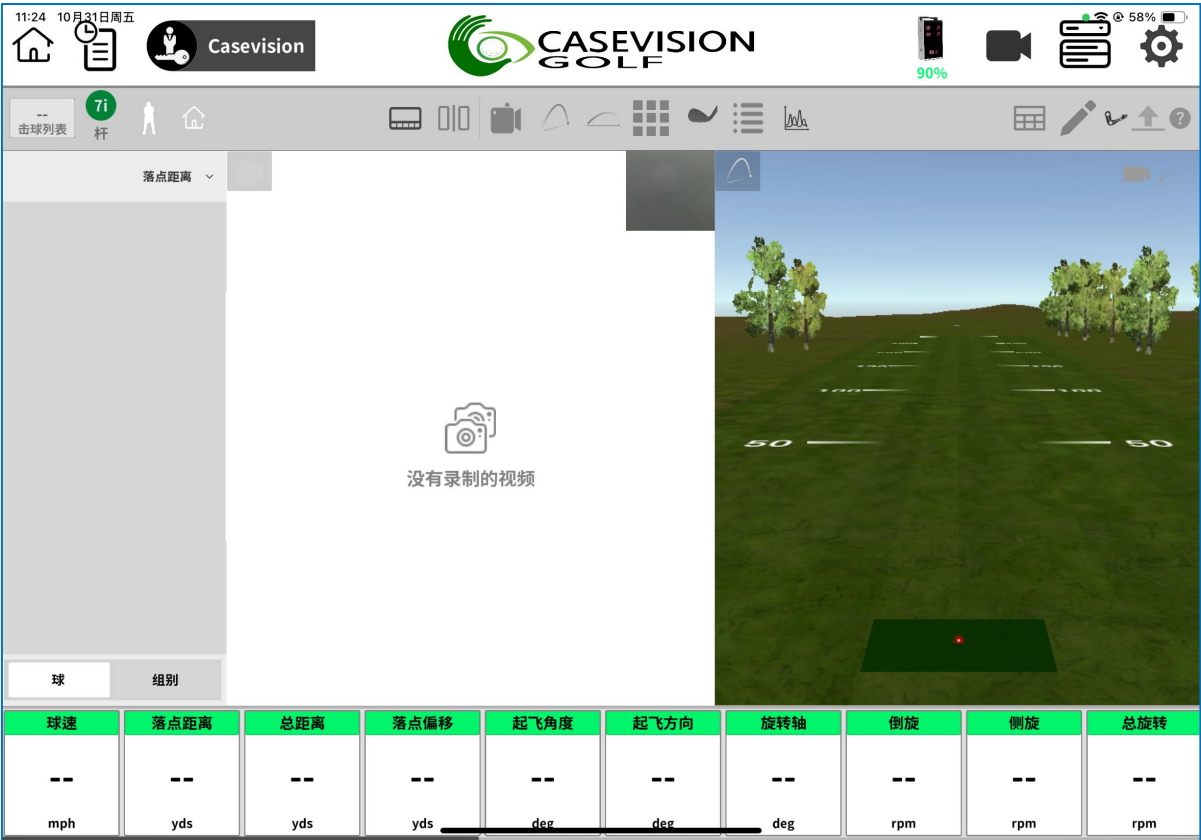 11:24 10月31日周五
58%
Casevision
CASEVISION
GOLF
90%
--
击球列表
7i
杆
?
落点距离
没有录制的视频
100 100
50 50
球 组别
球速 落点距离 总距离 落点偏移 起飞角度 起飞方向 旋转轴 倒旋 侧旋 总旋转
-- -- -- -- -- -- -- -- -- --
mph yds yds yds deg deg deg rpm rpm rpm